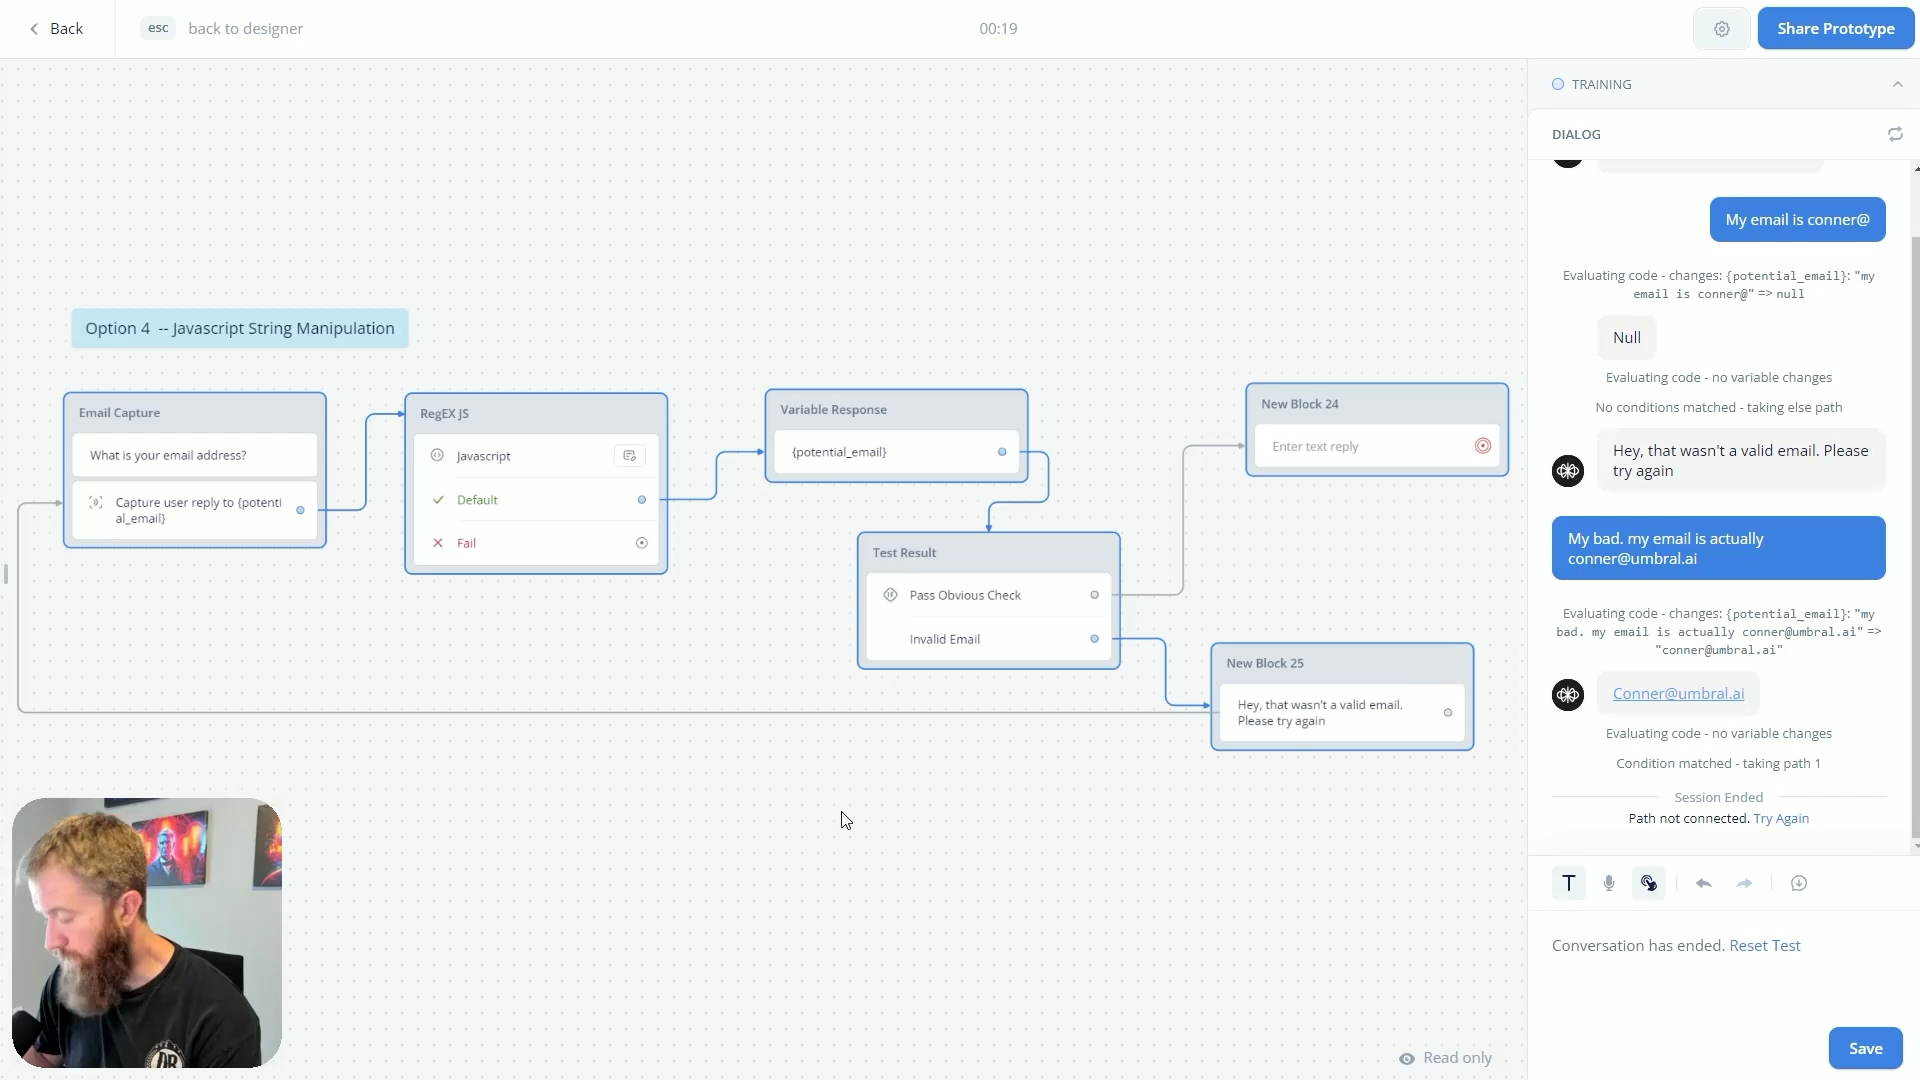 Back
esc back to designer
00:19
Share Prototype
TRAINING
DIALOG
My email is conner@
Evaluating code - changes: {potential_email}: "my
email is conner@" => null
Null
Evaluating code - no variable changes
No conditions matched - taking else path
Hey, that wasn't a valid email. Please
try again
My bad. my email is actually
conner@umbral.ai
Evaluating code - changes: {potential_email}: "my
bad. my email is actually conner@umbral.ai" =>
"conner@umbral.ai"
Conner@umbral.ai
Evaluating code - no variable changes
Condition matched - taking path 1
Session Ended
Path not connected. Try Again
T
Conversation has ended. Reset Test
Save
Option 4 -- Javascript String Manipulation
Email Capture
What is your email address?
Capture user reply to {potenti
al_email}
RegEX JS
Javascript
Default
Fail
Variable Response
{potential_email}
Test Result
Pass Obvious Check
Invalid Email
New Block 24
Enter text reply
New Block 25
Hey, that wasn't a valid email.
Please try again
Read only